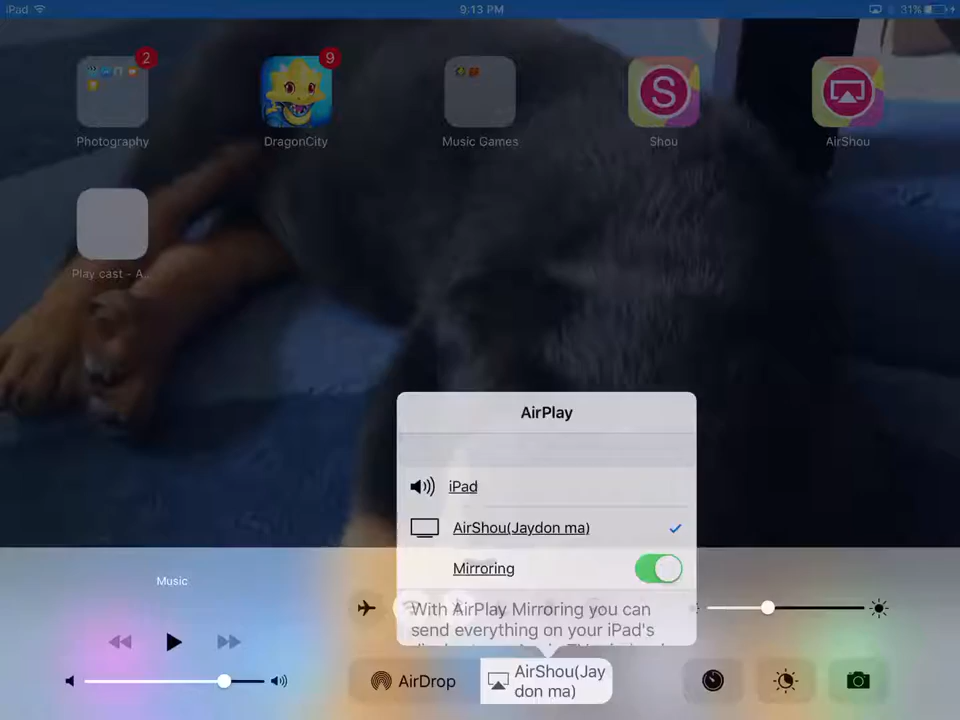 iPad
9:13 PM
31%
2
9
Photography
DragonCity
Music Games
S
Shou
AirShou
Play cast - A...
AirPlay
iPad
AirShou(Jaydon ma)
Mirroring
With AirPlay Mirroring you can
send everything on your iPad's
Music
AirDrop
AirShou(Jay
don ma)